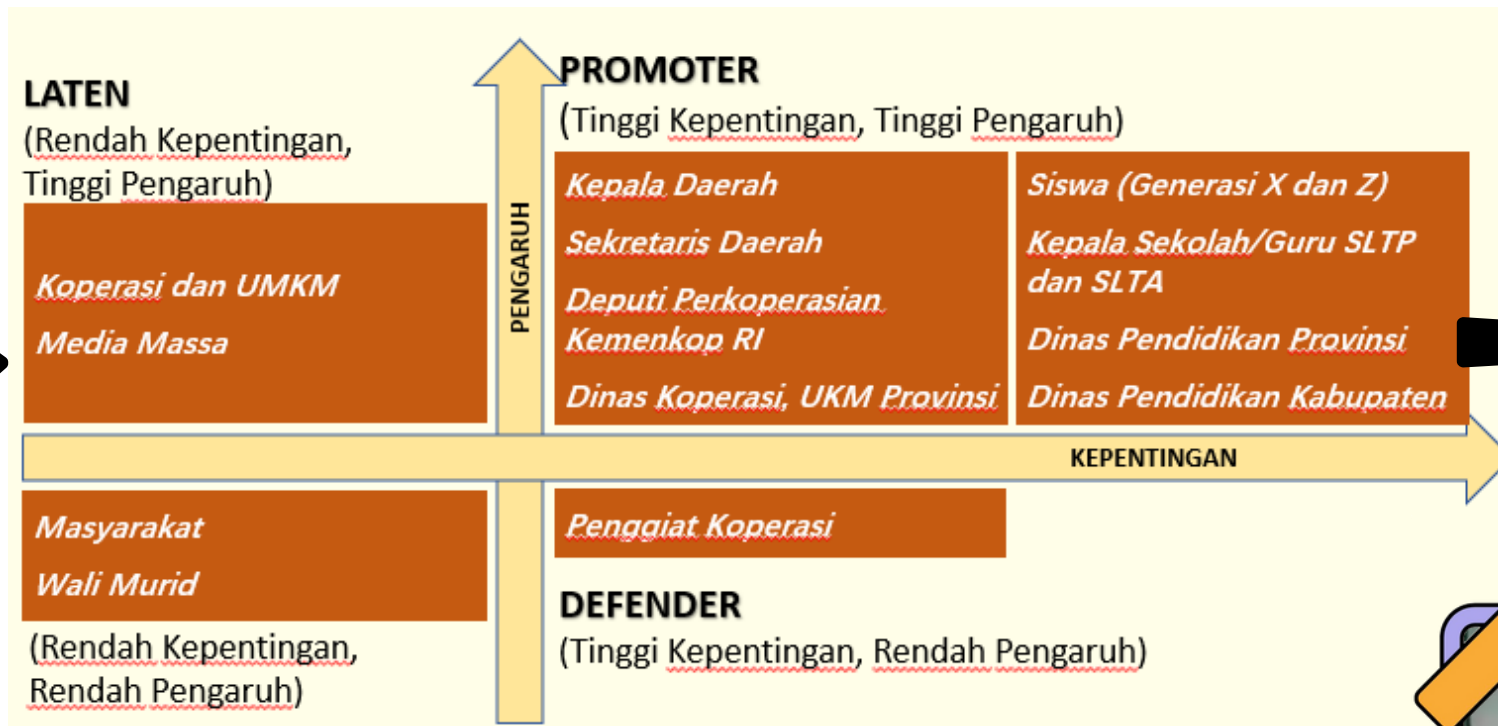 LATEN
(Rendah Kepentingan,
Tinggi Pengaruh)
Koperasi dan UMKM
Media Massa
PENGARUH
PROMOTER
(Tinggi Kepentingan, Tinggi Pengaruh)
Kepala Daerah
Sekretaris Daerah
Deputi Perkoperasian
Kemenkop RI
Dinas Koperasi, UKM Provinsi
Siswa (Generasi X dan Z)
Kepala Sekolah/Guru SLTP
dan SLTA
Dinas Pendidikan Provinsi
Dinas Pendidikan Kabupaten
KEPENTINGAN
Masyarakat
Wali Murid
(Rendah Kepentingan,
Rendah Pengaruh)
Penggiat Koperasi
DEFENDER
(Tinggi Kepentingan, Rendah Pengaruh)